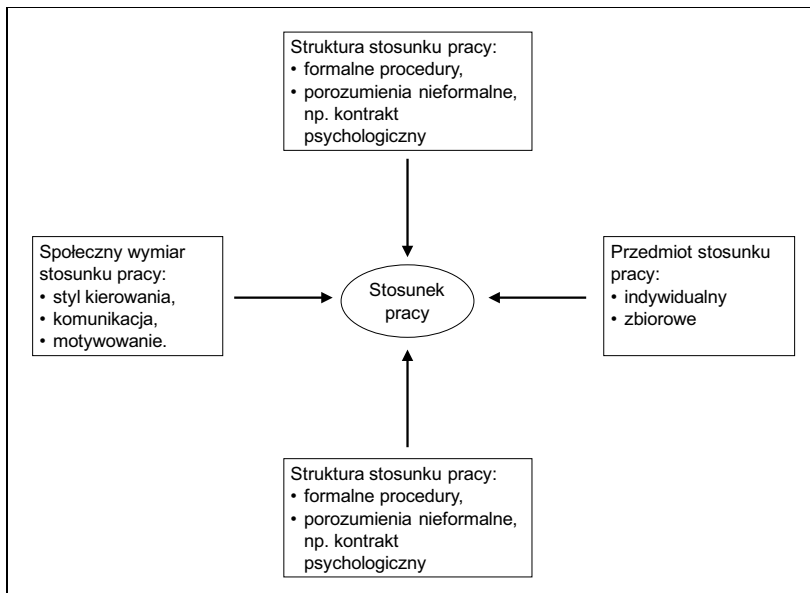 Struktura stosunku pracy:
• formalne procedury,
• porozumienia nieformalne,
np. kontrakt
psychologiczny
Społeczny wymiar
stosunku pracy:
• styl kierowania,
• komunikacja,
• motywowanie.
Stosunek
pracy
Przedmiot stosunku
pracy:
• indywidualny
• zbiorowe
Struktura stosunku pracy:
• formalne procedury,
• porozumienia nieformalne,
np. kontrakt
psychologiczny